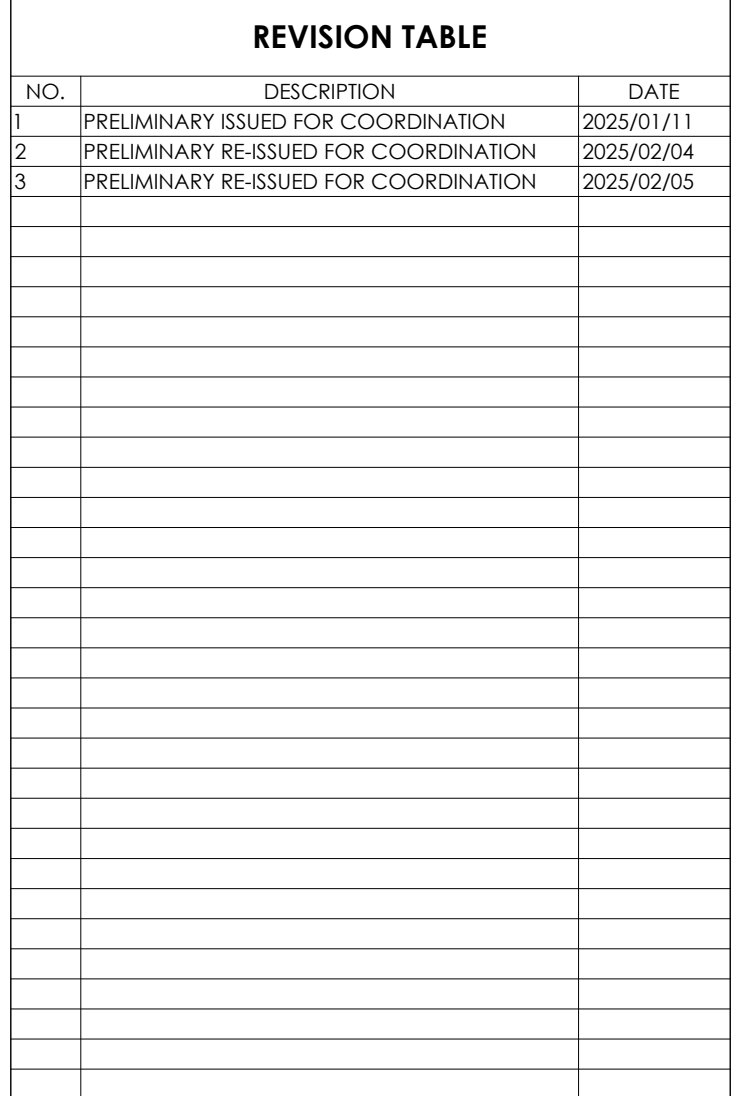 REVISION TABLE
NO. DESCRIPTION DATE
1 PRELIMINARY ISSUED FOR COORDINATION 2025/01/11
2 PRELIMINARY RE-ISSUED FOR COORDINATION 2025/02/04
3 PRELIMINARY RE-ISSUED FOR COORDINATION 2025/02/05